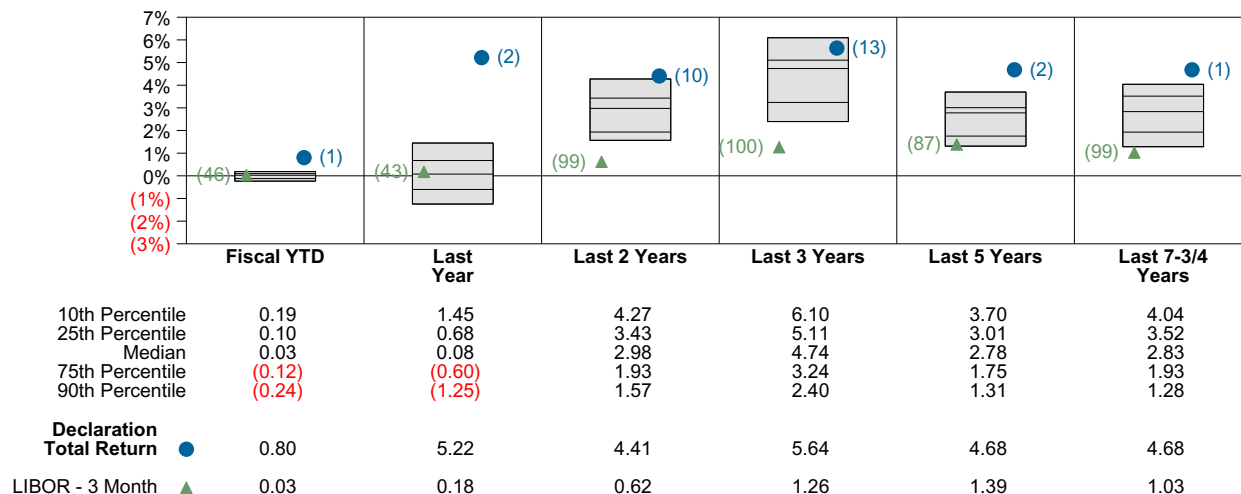 7%
6%
5%
4%
3%
2%
1%
0%
(1%)
(2%)
(3%)
(1)
(46)
(2)
(43)
(10)
(99)
(13)
(100)
(2)
(87)
(1)
(99)
Fiscal YTD
Last
Year
Last 2 Years
Last 3 Years
Last 5 Years
Last 7-3/4
Years
10th Percentile 0.19 1.45 4.27 6.10 3.70 4.04
25th Percentile 0.10 0.68 3.43 5.11 3.01 3.52
Median 0.03 0.08 2.98 4.74 2.78 2.83
75th Percentile (0.12) (0.60) 1.93 3.24 1.75 1.93
90th Percentile (0.24) (1.25) 1.57 2.40 1.31 1.28
Declaration
Total Return 0.80 5.22 4.41 5.64 4.68 4.68
LIBOR - 3 Month 0.03 0.18 0.62 1.26 1.39 1.03